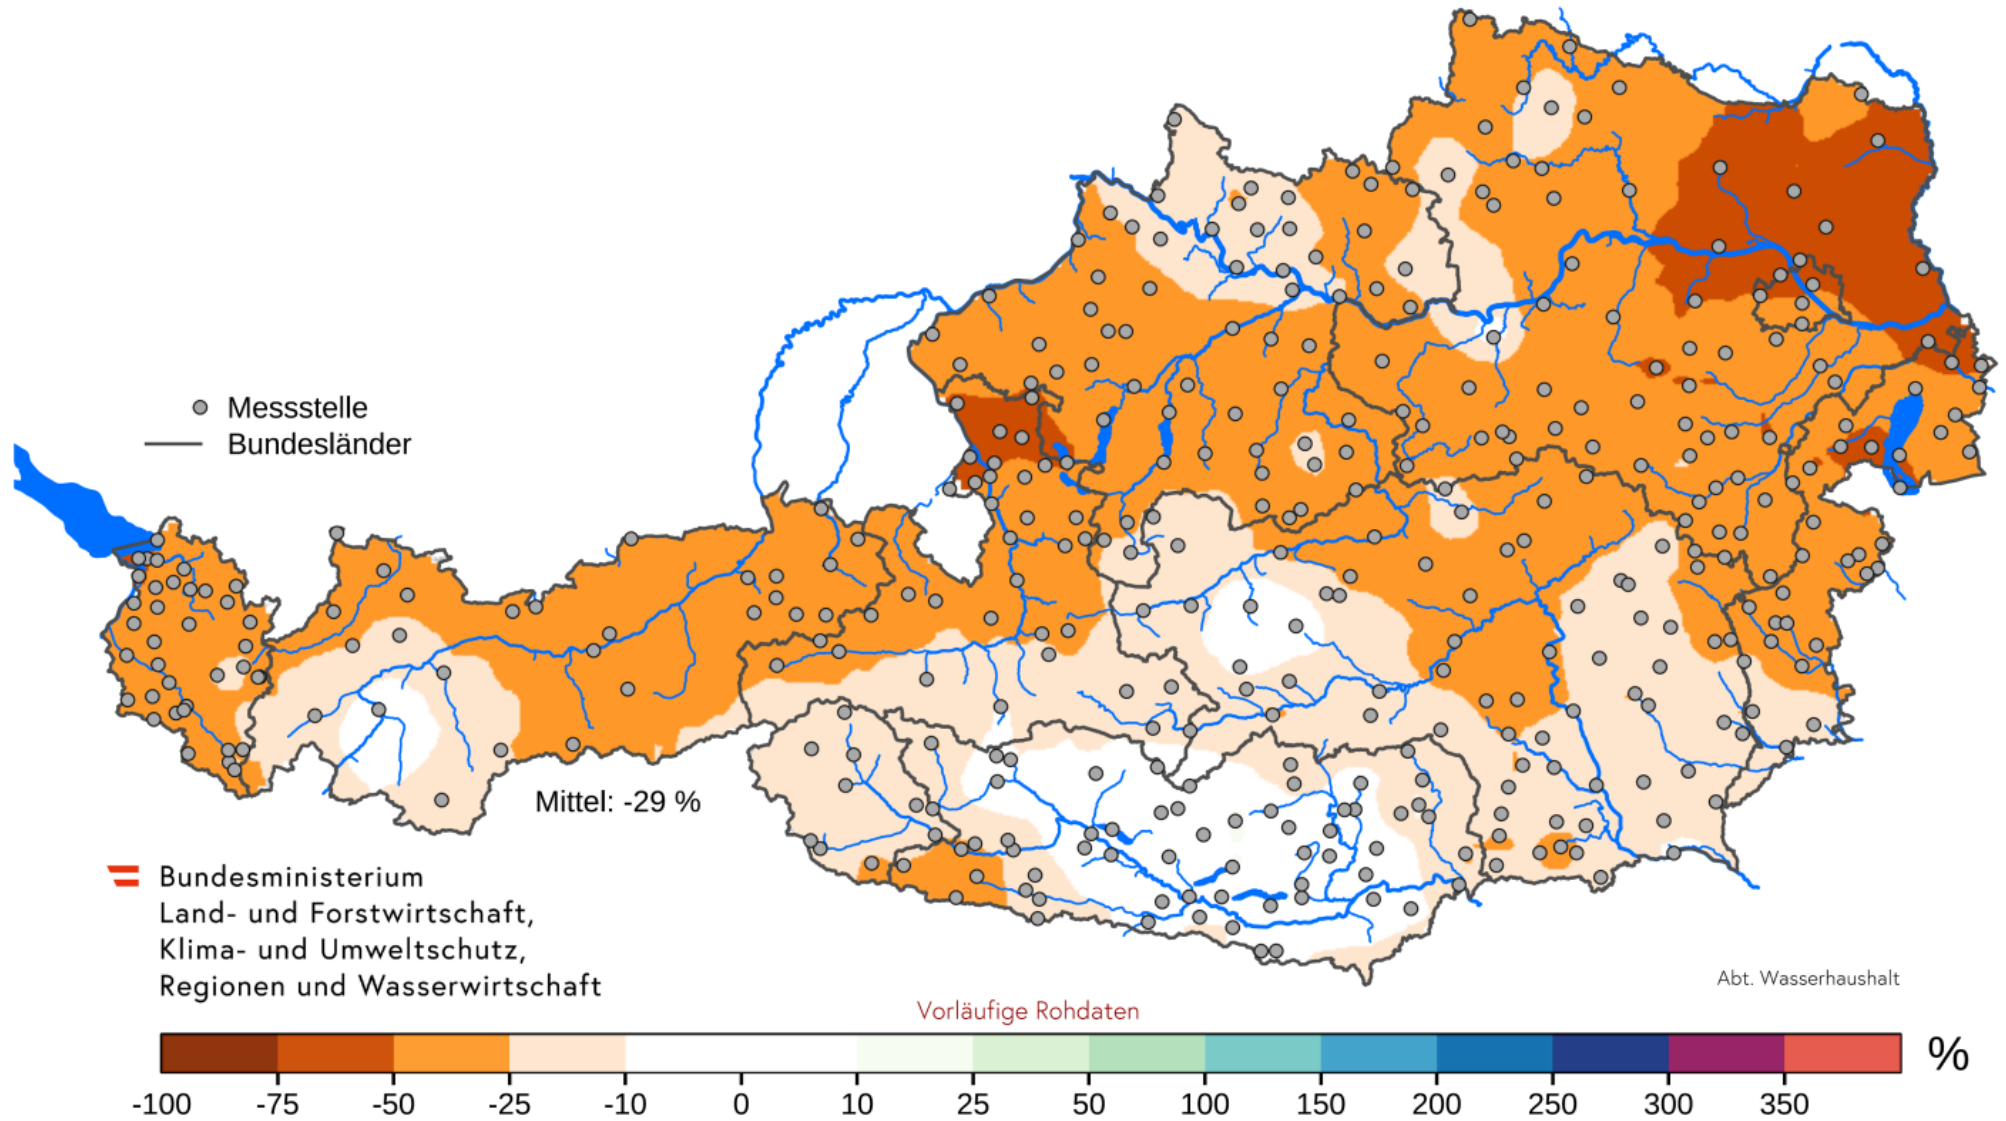 Messstelle
Bundesländer
Mittel: -29 %
Bundesministerium
Land- und Forstwirtschaft,
Klima- und Umweltschutz,
Regionen und Wasserwirtschaft
Abt. Wasserhaushalt
Vorläufige Rohdaten
%
-100 -75 -50 -25 -10 0 10 25 50 100 150 200 250 300 350